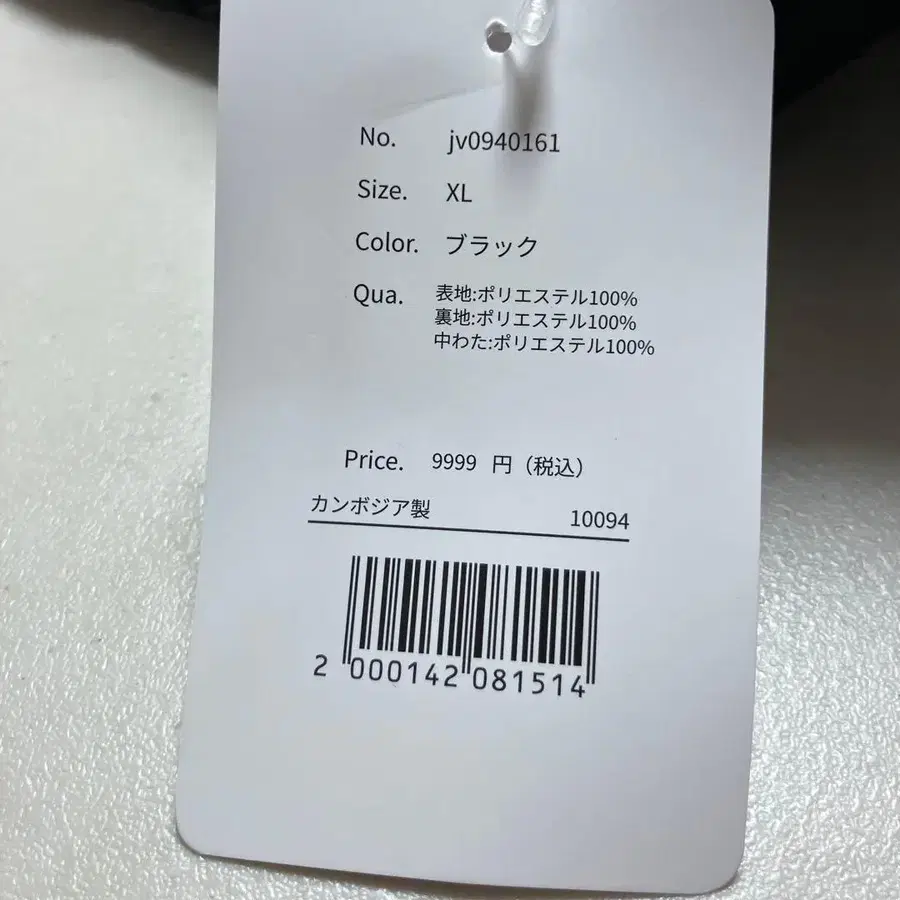 No. jv0940161
Size. XL
Color. ブラック
Qua. 表地:ポリエステル100%
裏地:ポリエステル100%
中わた:ポリエステル100%
Price. 9999 円（税込）
カンボジア製 10094
2 000142 081514